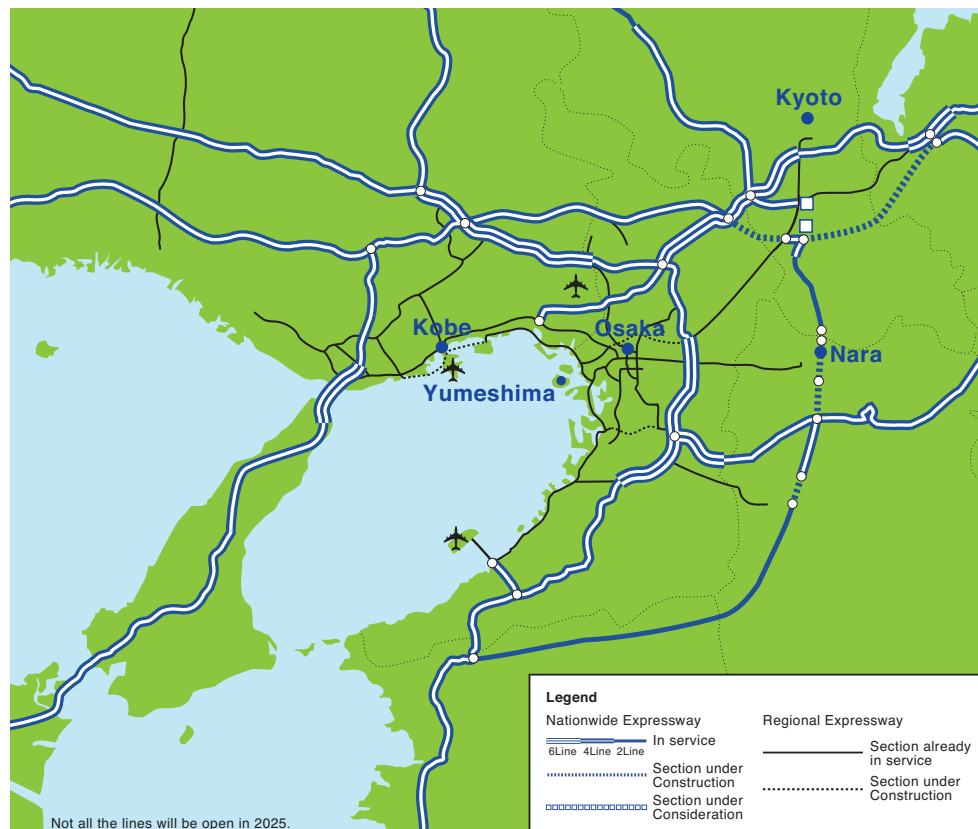 Kyoto
Kobe
Osaka
Nara
Yumeshima
Legend
Nationwide Expressway
6Line 4Line 2Line
In service
Section under
Construction
Section under
Consideration
Regional Expressway
Section already
in service
Section under
Construction
Not all the lines will be open in 2025.